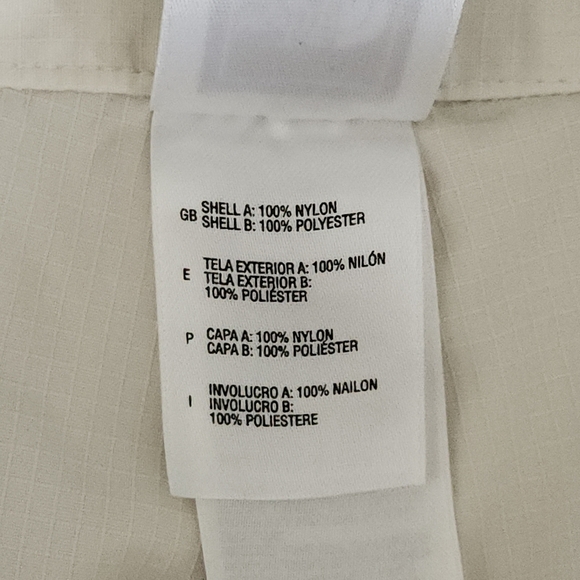 GB SHELL A: 100% NYLON
SHELL B: 100% POLYESTER
E TELA EXTERIOR A: 100% NILÓN
TELA EXTERIOR B:
100% POLIÉSTER
P CAPA A: 100% NYLON
CAPA B: 100% POLIÉSTER
I INVOLUCRO A: 100% NAILON
INVOLUCRO B:
100% POLIESTERE